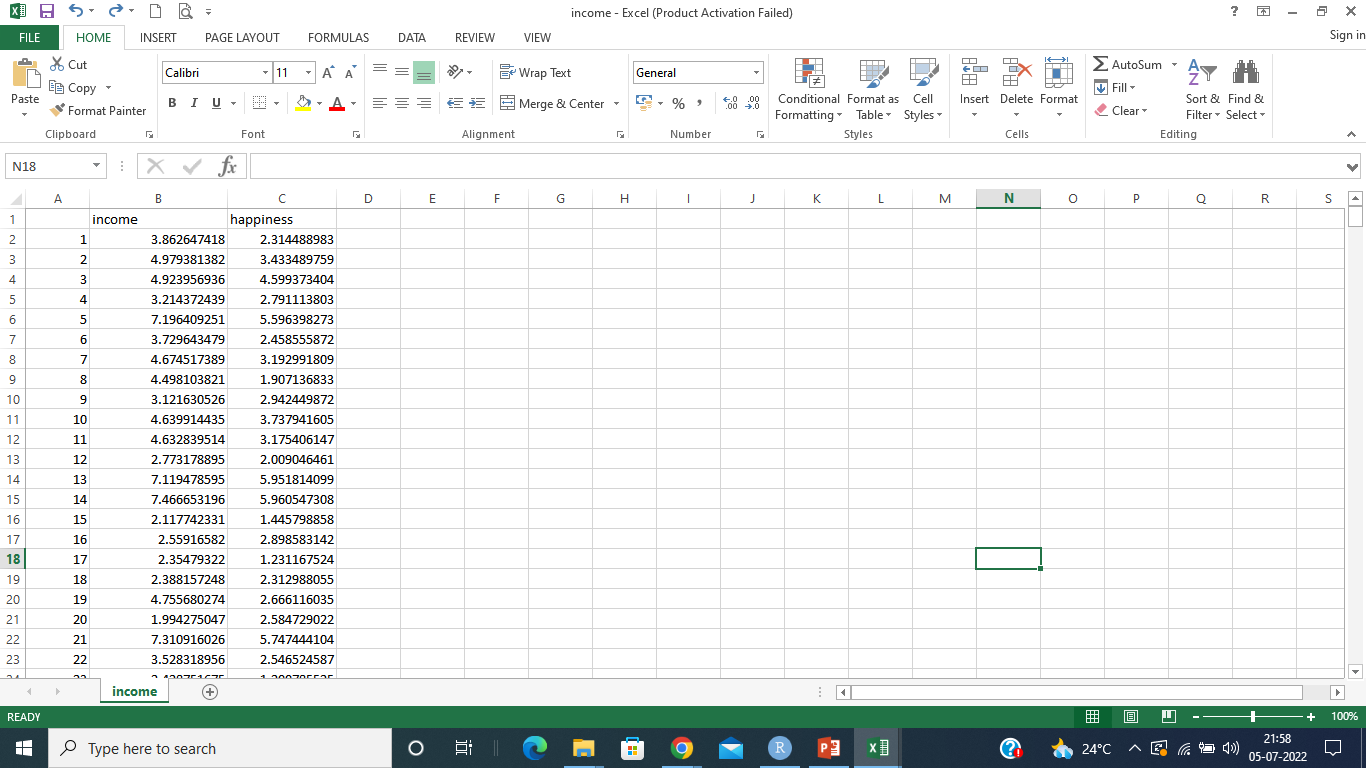 income - Excel (Product Activation Failed)
FILE HOME INSERT PAGE LAYOUT FORMULAS DATA REVIEW VIEW Sign in
Paste Cut
Copy
Format Painter
Clipboard
Calibri 11
B I U
Font
Wrap Text
Merge & Center
Alignment
General
%
Number
Conditional Formatting
Format as Table
Cell Styles
Styles
Insert Delete Format
Cells
AutoSum
Fill
Clear
Sort & Filter
Find & Select
Editing
N18 fx
A B C D E F G H I J K L M N O P Q R S
1 income happiness
2 1 3.862647418 2.314488983
3 2 4.979381382 3.433489759
4 3 4.923956936 4.599373404
5 4 3.214372439 2.791113803
6 5 7.196409251 5.596398273
7 6 3.729643479 2.458555872
8 7 4.674517389 3.192991809
9 8 4.498103821 1.907136833
10 9 3.121630526 2.942449872
11 10 4.639914435 3.737941605
12 11 4.632839514 3.175406147
13 12 2.773178895 2.009046461
14 13 7.119478595 5.951814099
15 14 7.466653196 5.960547308
16 15 2.117742331 1.445798858
17 16 2.55916582 2.898583142
18 17 2.35479322 1.231167524
19 18 2.388157248 2.312988055
20 19 4.755680274 2.666116035
21 20 1.994275047 2.584729022
22 21 7.310916026 5.747444104
23 22 3.528318956 2.546524587
income
READY 100%
Type here to search
24°C
21:58
05-07-2022